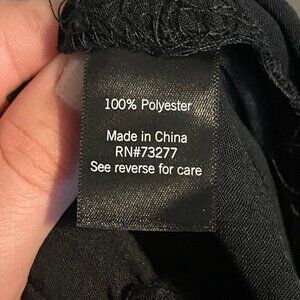 100% Polyester
Made in China
RN#73277
See reverse for care